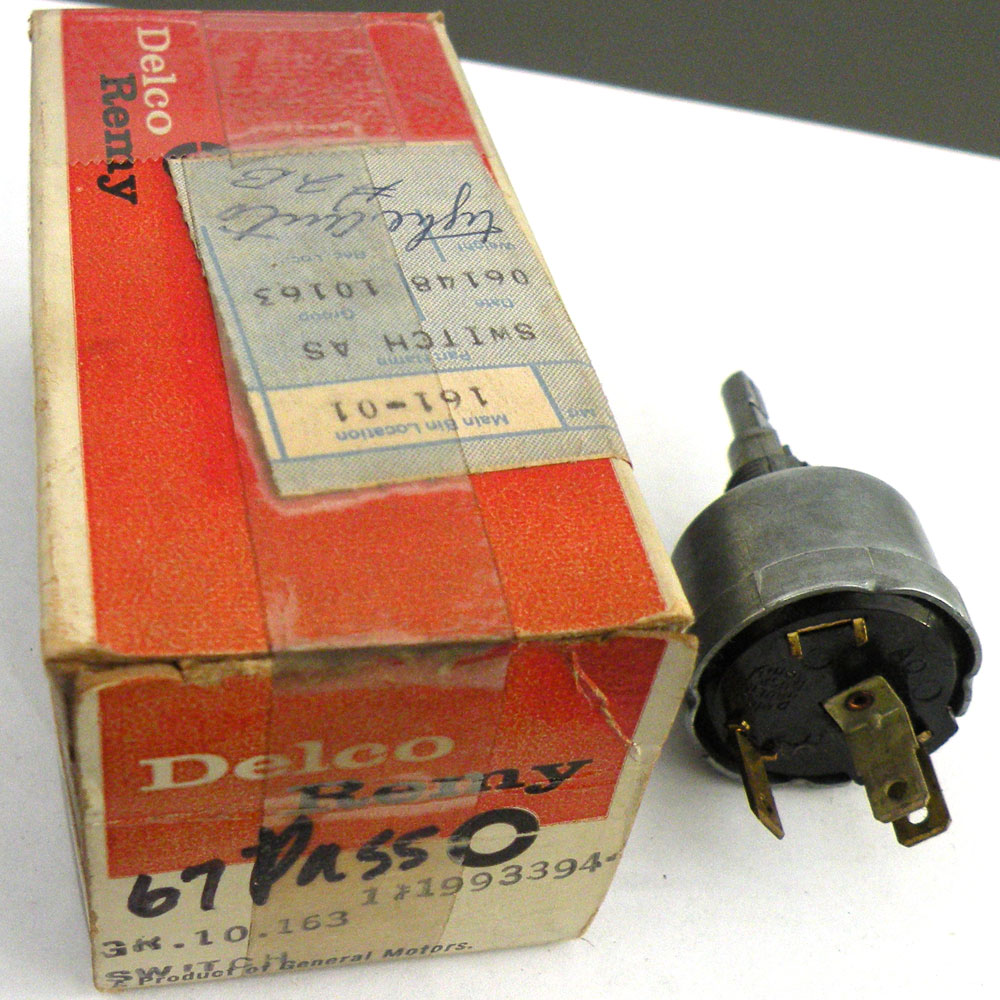 Delco
Remy
Main Bin Location
161-01
Part Name
SWITCH AS
Date
Group
06148 10163
Weight
Delco
Remy
67 Pass
1#1993394
GR.10.163
SWITCH
A Product of General Motors.